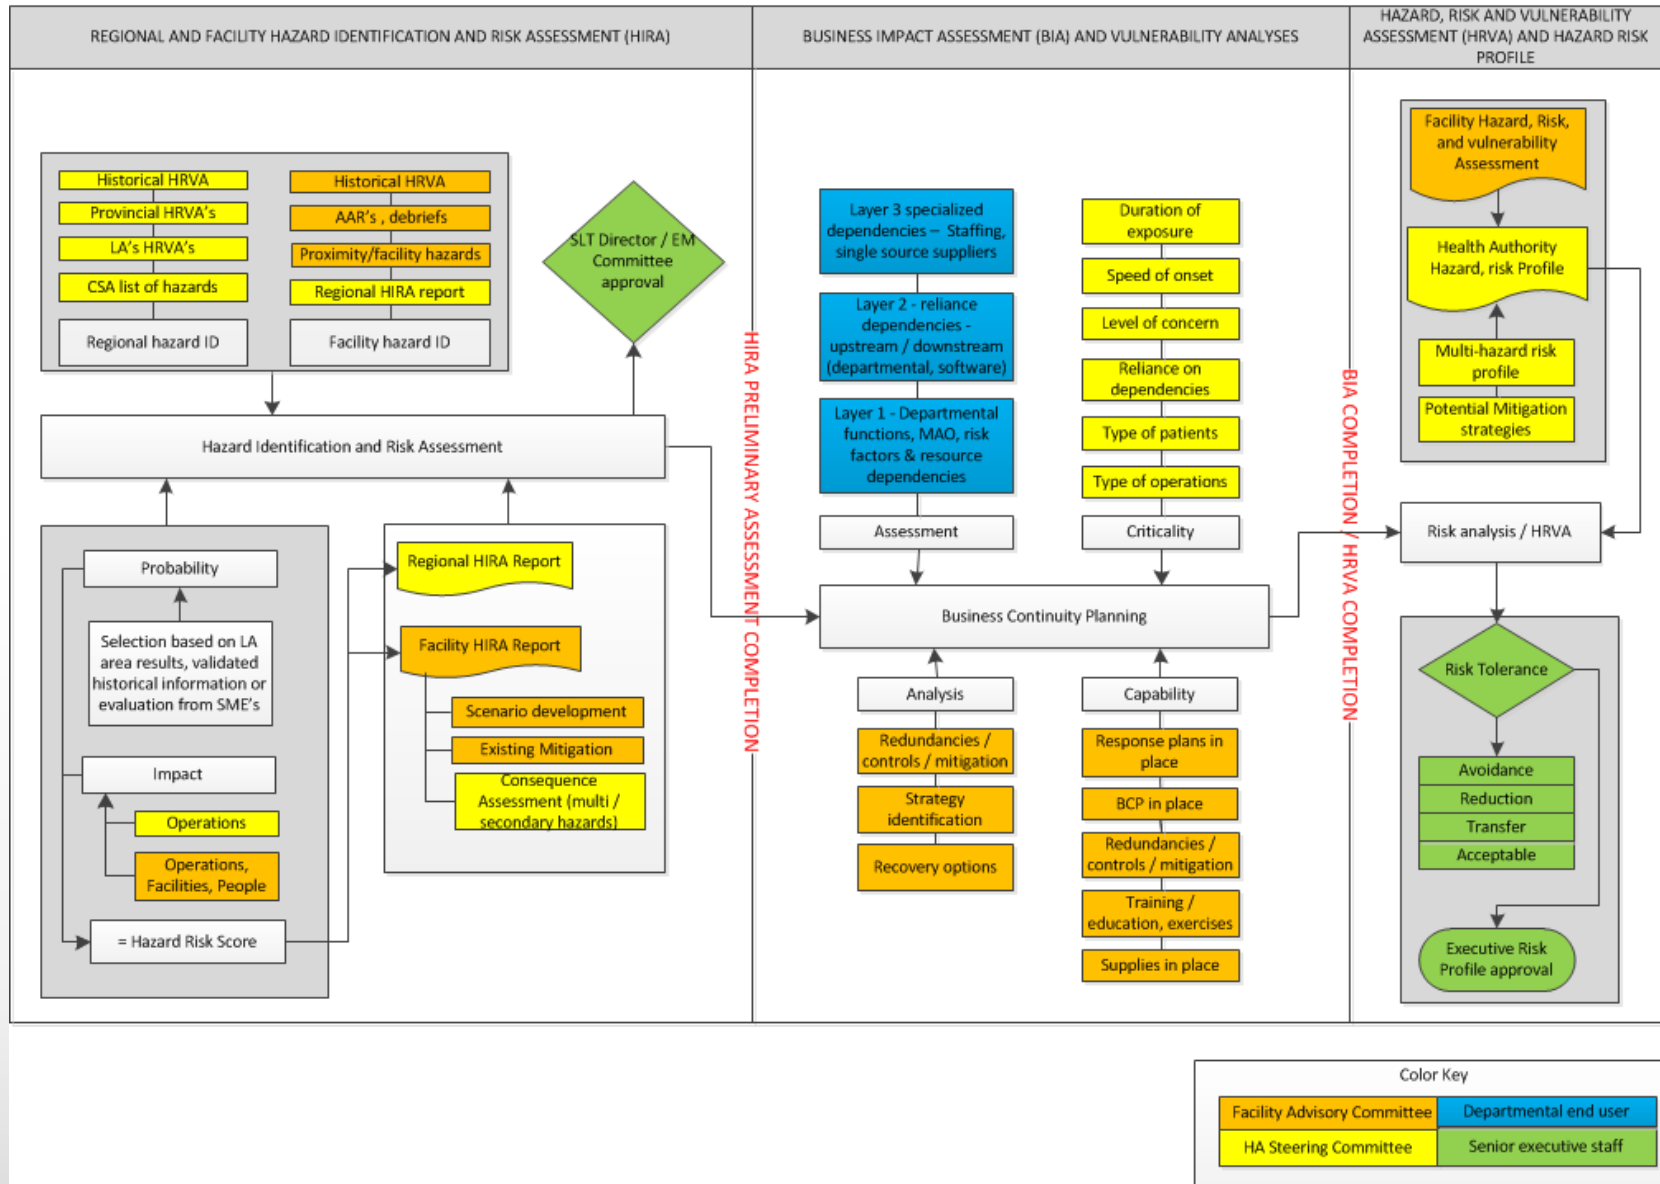 REGIONAL AND FACILITY HAZARD IDENTIFICATION AND RISK ASSESSMENT (HIRA)
BUSINESS IMPACT ASSESSMENT (BIA) AND VULNERABILITY ANALYSES
HAZARD, RISK AND VULNERABILITY
ASSESSMENT (HRVA) AND HAZARD RISK
PROFILE
Historical HRVA
Provincial HRVA's
LA's HRVA's
CSA list of hazards
Regional hazard ID
Historical HRVA
AAR's , debriefs
Proximity/facility hazards
Regional HIRA report
Facility hazard ID
SLT Director / EM
Committee
approval
Hazard Identification and Risk Assessment
Probability
Selection based on LA
area results, validated
historical information or
evaluation from SME's
Impact
Operations
Operations,
Facilities, People
= Hazard Risk Score
Regional HIRA Report
Facility HIRA Report
Scenario development
Existing Mitigation
Consequence
Assessment (multi /
secondary hazards)
HIRA PRELIMINARY ASSESSMENT COMPLETION
Layer 3 specialized
dependencies – Staffing,
single source suppliers
Layer 2 - reliance
dependencies -
upstream / downstream
(departmental, software)
Layer 1 - Departmental
functions, MAO, risk
factors & resource
dependencies
Assessment
Duration of
exposure
Speed of onset
Level of concern
Reliance on
dependencies
Type of patients
Type of operations
Criticality
Business Continuity Planning
Analysis
Redundancies /
controls / mitigation
Strategy
identification
Recovery options
Capability
Response plans in
place
BCP in place
Redundancies /
controls / mitigation
Training /
education, exercises
Supplies in place
BIA COMPLETION / HRVA COMPLETION
Facility Hazard, Risk,
and vulnerability
Assessment
Health Authority
Hazard, risk Profile
Multi-hazard risk
profile
Potential Mitigation
strategies
Risk analysis / HRVA
Risk Tolerance
Avoidance
Reduction
Transfer
Acceptable
Executive Risk
Profile approval
Color Key
Facility Advisory Committee
Departmental end user
HA Steering Committee
Senior executive staff